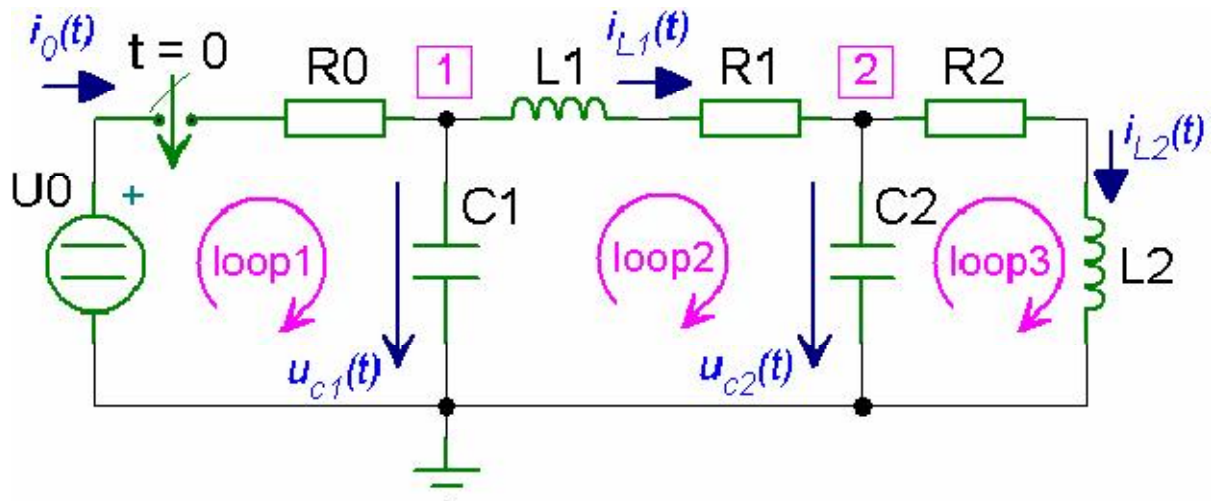 i0(t)
t = 0
R0
1
L1
iL1(t)
R1
2
R2
iL2(t)
U0
+
C1
C2
loop1
loop2
loop3
L2
uc1(t)
uc2(t)